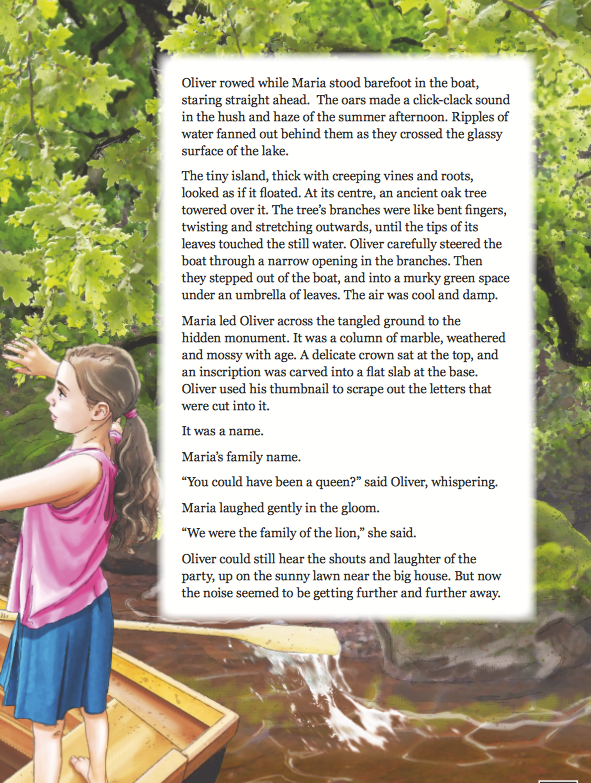 Oliver rowed while Maria stood barefoot in the boat,
staring straight ahead.  The oars made a click-clack sound
in the hush and haze of the summer afternoon. Ripples of
water fanned out behind them as they crossed the glassy
surface of the lake.
The tiny island, thick with creeping vines and roots,
looked as if it floated. At its centre, an ancient oak tree
towered over it. The tree’s branches were like bent fingers,
twisting and stretching outwards, until the tips of its
leaves touched the still water. Oliver carefully steered the
boat through a narrow opening in the branches. Then
they stepped out of the boat, and into a murky green space
under an umbrella of leaves. The air was cool and damp.
Maria led Oliver across the tangled ground to the
hidden monument. It was a column of marble, weathered
and mossy with age. A delicate crown sat at the top, and
an inscription was carved into a flat slab at the base.
Oliver used his thumbnail to scrape out the letters that
were cut into it.
It was a name.
Maria’s family name.
“You could have been a queen?” said Oliver, whispering.
Maria laughed gently in the gloom.
“We were the family of the lion,” she said.
Oliver could still hear the shouts and laughter of the
party, up on the sunny lawn near the big house. But now
the noise seemed to be getting further and further away.